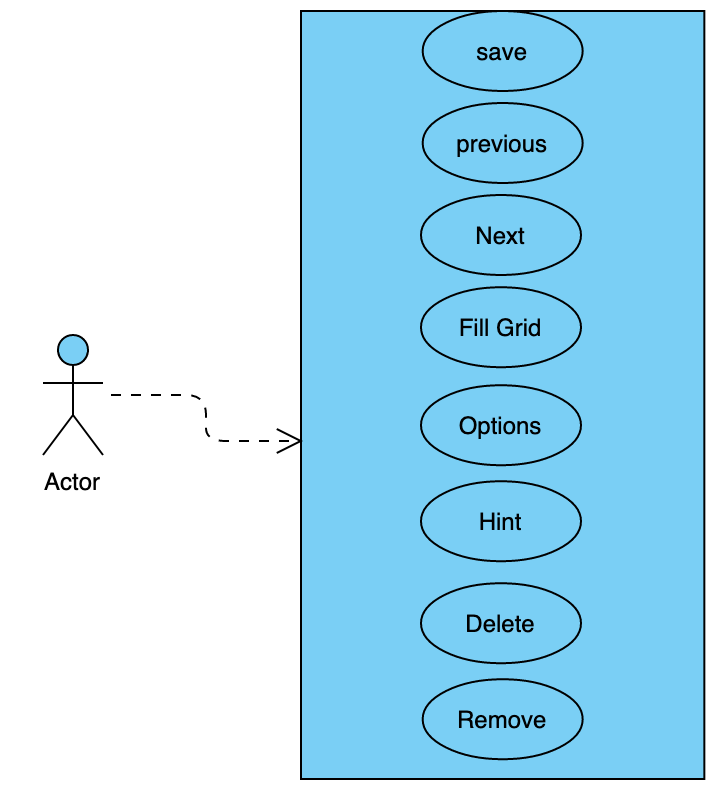 save
previous
Next
Fill Grid
Options
Hint
Delete
Remove
Actor